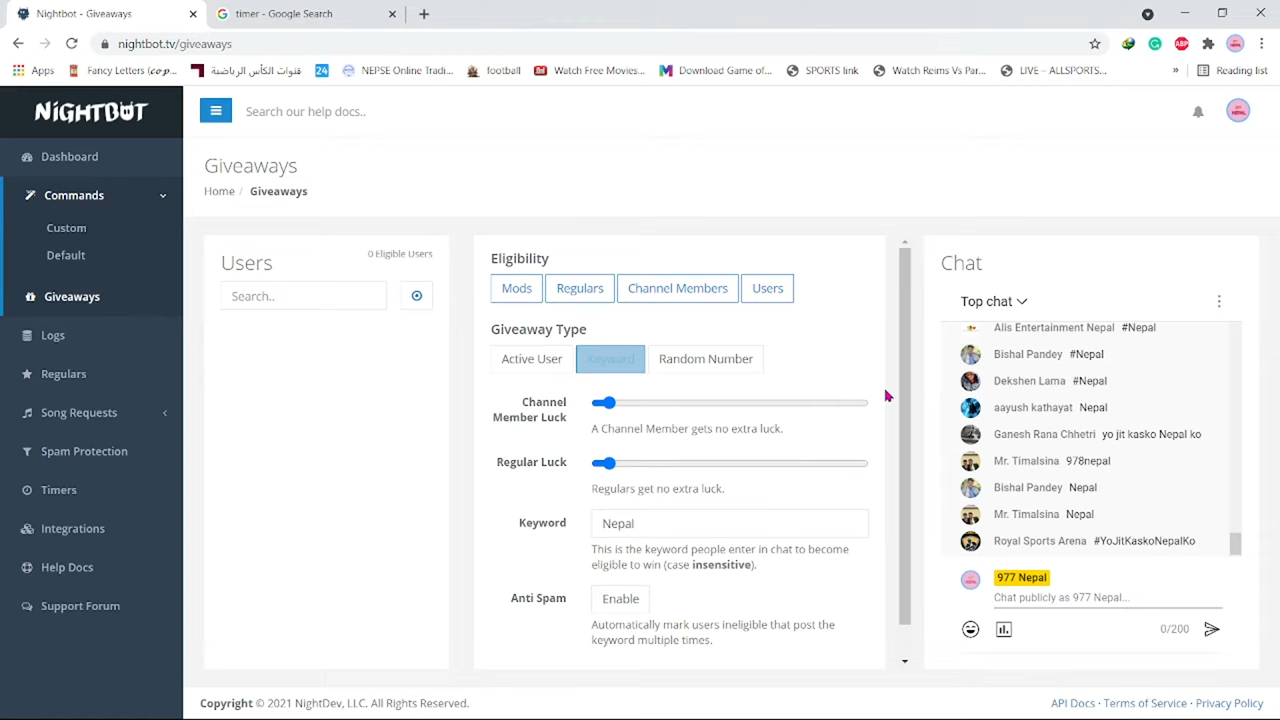 Nightbot - Giveaways
timer - Google Search
nightbot.tv/giveaways
ABP
Apps
Fancy Letters (𝓬𝓸𝓹...
قنوات الكأس الرياضية
24
NEPSE Online Tradi...
football
Watch Free Movies...
Download Game of...
SPORTS link
Watch Reims Vs Par...
LIVE – ALLSPORTS...
»
Reading list
NIGHTBOT
Search our help docs..
Dashboard
Commands
Custom
Default
Giveaways
Logs
Regulars
Song Requests
Spam Protection
Timers
Integrations
Help Docs
Support Forum
Giveaways
Home / Giveaways
Users
0 Eligible Users
Search..
Eligibility
Mods
Regulars
Channel Members
Users
Giveaway Type
Active User
Keyword
Random Number
Channel
Member Luck
A Channel Member gets no extra luck.
Regular Luck
Regulars get no extra luck.
Keyword
Nepal
This is the keyword people enter in chat to become
eligible to win (case insensitive).
Anti Spam
Enable
Automatically mark users ineligible that post the
keyword multiple times.
Chat
Top chat
Alis Entertainment Nepal #Nepal
Bishal Pandey #Nepal
Dekshen Lama #Nepal
aayush kathayat Nepal
Ganesh Rana Chhetri yo jit kasko Nepal ko
Mr. Timalsina 978nepal
Bishal Pandey Nepal
Mr. Timalsina Nepal
Royal Sports Arena #YoJitKaskoNepalKo
977 Nepal
Chat publicly as 977 Nepal...
0/200
Copyright © 2021 NightDev, LLC. All Rights Reserved.
API Docs · Terms of Service · Privacy Policy